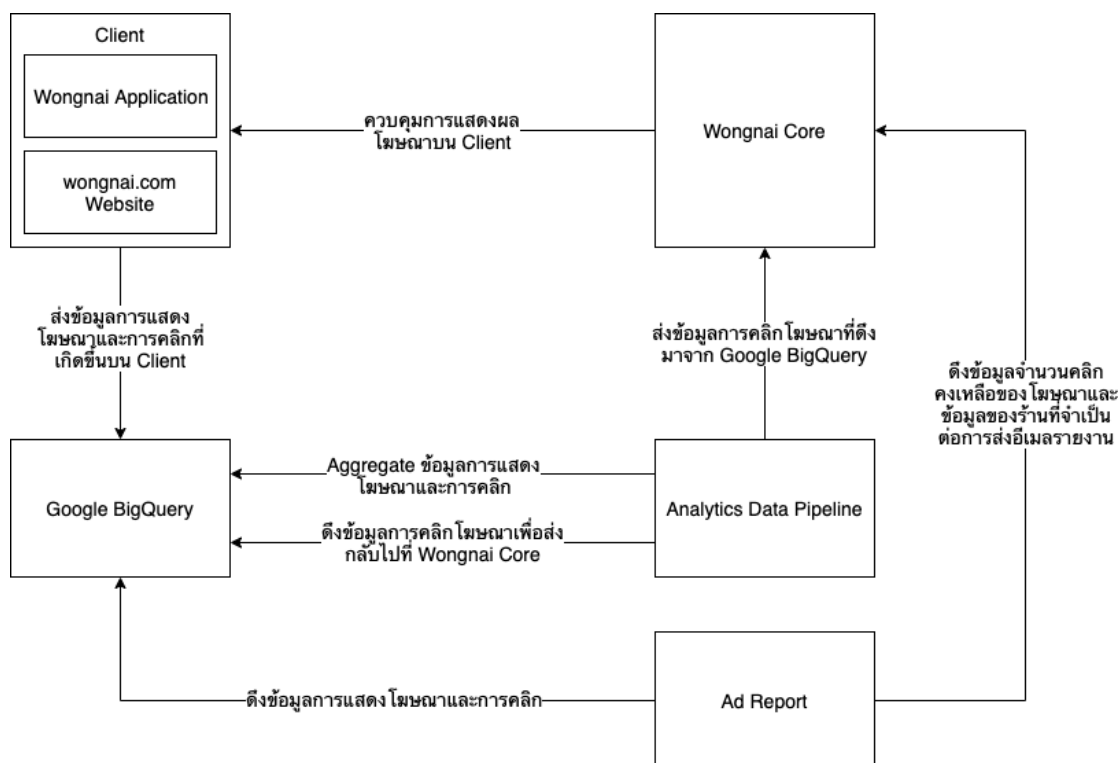 Client
Wongnai Application
wongnai.com
Website
ควบคุมการแสดงผล
โฆษณาบน Client
Wongnai Core
ส่งข้อมูลการแสดง
โฆษณาและการคลิกที่
เกิดขึ้นบน Client
ส่งข้อมูลการคลิกโฆษณาที่ดึง
มาจาก Google BigQuery
ดึงข้อมูลจำนวนคลิก
คงเหลือของโฆษณาและ
ข้อมูลของร้านที่จำเป็น
ต่อการส่งอีเมลรายงาน
Google BigQuery
Aggregate ข้อมูลการแสดง
โฆษณาและการคลิก
ดึงข้อมูลการคลิกโฆษณาเพื่อส่ง
กลับไปที่ Wongnai Core
Analytics Data Pipeline
ดึงข้อมูลการแสดงโฆษณาและการคลิก
Ad Report